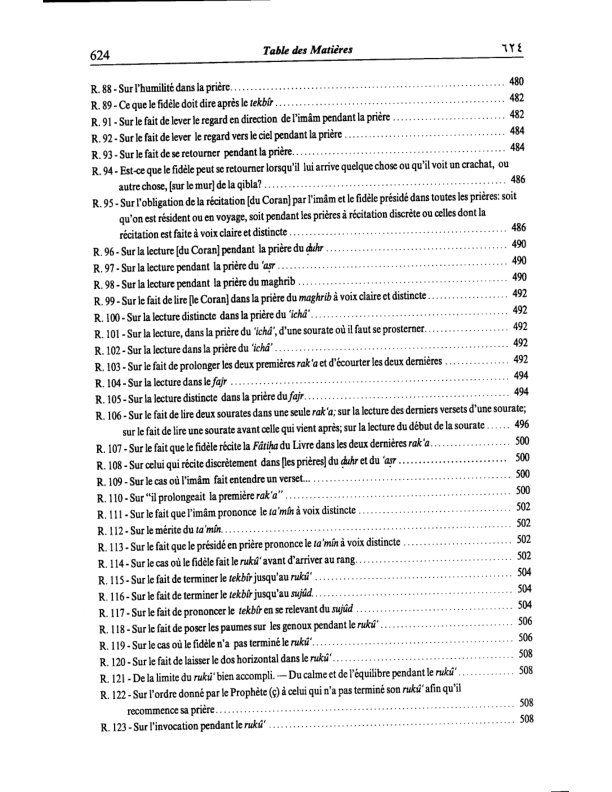 624 Table des Matières ٦٢٤
R. 88 - Sur l'humilité dans la prière 480
R. 89 - Ce que le fidèle doit dire après le tekbîr 482
R. 91 - Sur le fait de lever le regard en direction de l'imâm pendant la prière 482
R. 92 - Sur le fait de lever le regard vers le ciel pendant la prière 484
R. 93 - Sur le fait de se retourner pendant la prière 484
R. 94 - Est-ce que le fidèle peut se retourner lorsqu'il lui arrive quelque chose ou qu'il voit un crachat, ou
autre chose, [sur le mur] de la qibla? 486
R. 95 - Sur l'obligation de la récitation [du Coran] par l'imâm et le fidèle présidé dans toutes les prières: soit
qu'on est résident ou en voyage, soit pendant les prières à récitation discrète ou celles dont la
récitation est faite à voix claire et distincte 486
R. 96 - Sur la lecture [du Coran] pendant la prière du ḍuhr 490
R. 97 - Sur la lecture pendant la prière du 'aṣr 490
R. 98 - Sur la lecture pendant la prière du maghrib 490
R. 99 - Sur le fait de lire [le Coran] dans la prière du maghrib à voix claire et distincte 492
R. 100 - Sur la lecture distincte dans la prière du 'ichâ' 492
R. 101 - Sur la lecture, dans la prière du 'ichâ', d'une sourate où il faut se prosterner 492
R. 102 - Sur la lecture dans la prière du 'ichâ' 492
R. 103 - Sur le fait de prolonger les deux premières rak'a et d'écourter les deux dernières 492
R. 104 - Sur la lecture dans le fajr 494
R. 105 - Sur la lecture distincte dans la prière du fajr 494
R. 106 - Sur le fait de lire deux sourates dans une seule rak'a; sur la lecture des derniers versets d'une sourate;
sur le fait de lire une sourate avant celle qui vient après; sur la lecture du début de la sourate 496
R. 107 - Sur le fait que le fidèle récite la Fâtiḥa du Livre dans les deux dernières rak'a 500
R. 108 - Sur celui qui récite discrètement dans [les prières] du ḍuhr et du 'aṣr 500
R. 109 - Sur le cas où l'imâm fait entendre un verset... 500
R. 110 - Sur "il prolongeait la première rak'a" 500
R. 111 - Sur le fait que l'imâm prononce le ta'mîn à voix distincte 502
R. 112 - Sur le mérite du ta'mîn 502
R. 113 - Sur le fait que le présidé en prière prononce le ta'mîn à voix distincte 502
R. 114 - Sur le cas où le fidèle fait le rukû' avant d'arriver au rang 502
R. 115 - Sur le fait de terminer le tekbîr jusqu'au rukû' 504
R. 116 - Sur le fait de terminer le tekbîr jusqu'au sujûd 504
R. 117 - Sur le fait de prononcer le tekbîr en se relevant du sujûd 504
R. 118 - Sur le fait de poser les paumes sur les genoux pendant le rukû' 506
R. 119 - Sur le cas où le fidèle n'a pas terminé le rukû' 506
R. 120 - Sur le fait de laisser le dos horizontal dans le rukû' 508
R. 121 - De la limite du rukû' bien accompli. — Du calme et de l'équilibre pendant le rukû' 508
R. 122 - Sur l'ordre donné par le Prophète (ç) à celui qui n'a pas terminé son rukû' afin qu'il
recommence sa prière 508
R. 123 - Sur l'invocation pendant le rukû' 508